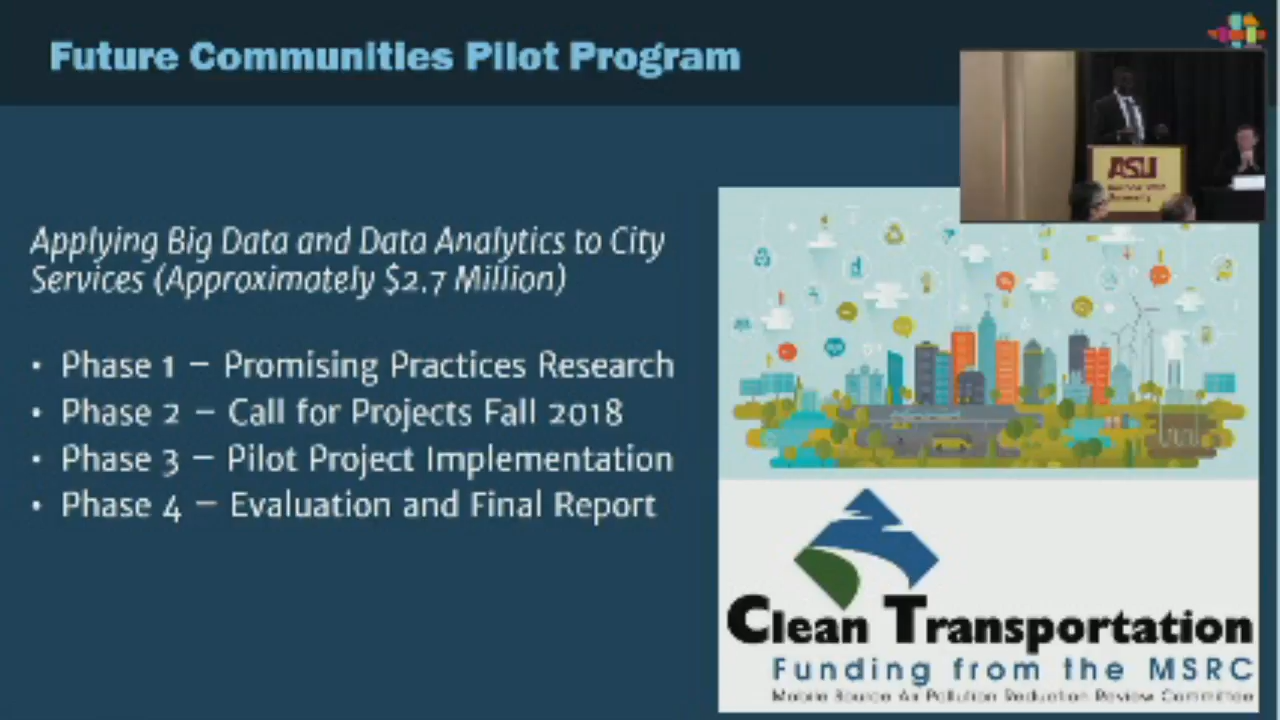 Future Communities Pilot Program
ASU
Applying Big Data and Data Analytics to City
Services (Approximately $2.7 Million)
• Phase 1 – Promising Practices Research
• Phase 2 – Call for Projects Fall 2018
• Phase 3 – Pilot Project Implementation
• Phase 4 – Evaluation and Final Report
Clean Transportation
Funding from the MSRC
Mobile Source Air Pollution Reduction Review Committee